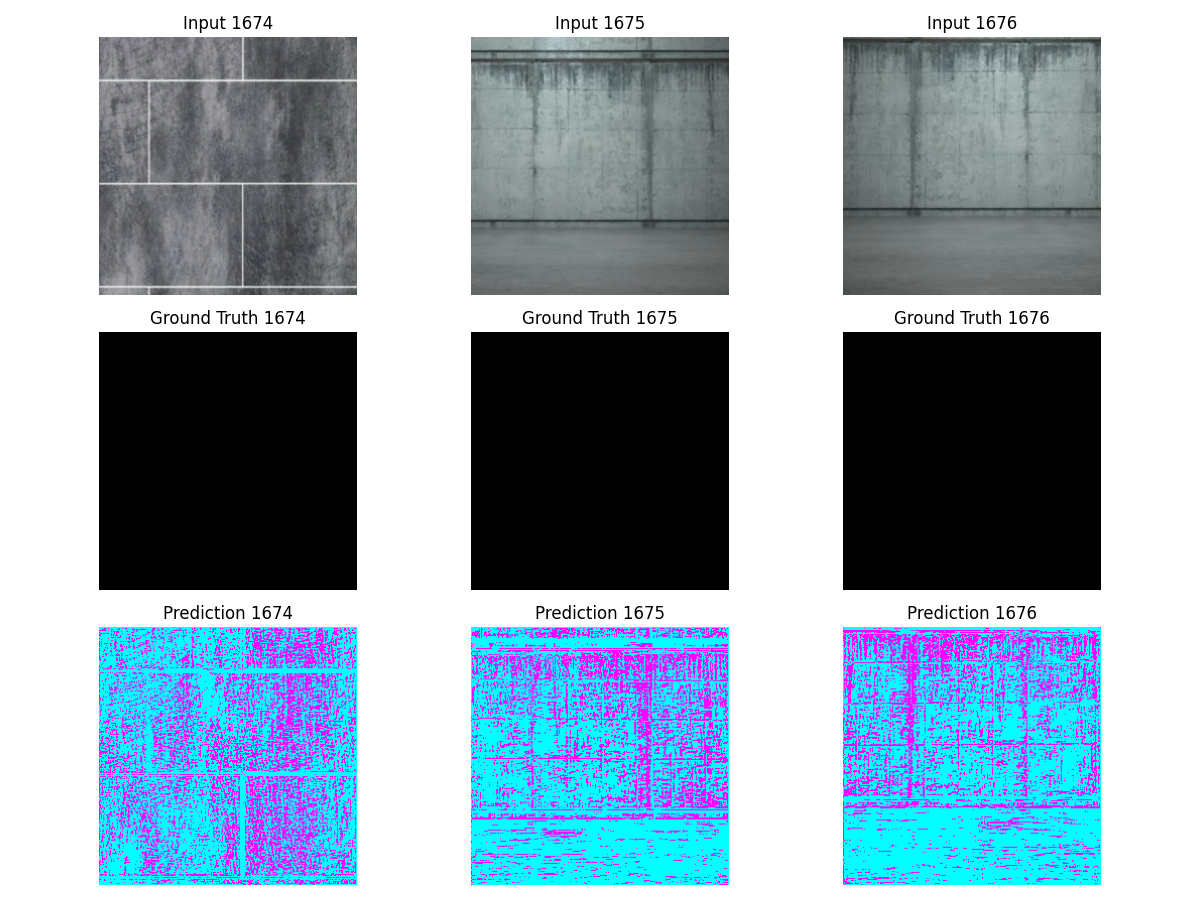 Input 1674
Input 1675
Input 1676
Ground Truth 1674
Ground Truth 1675
Ground Truth 1676
Prediction 1674
Prediction 1675
Prediction 1676